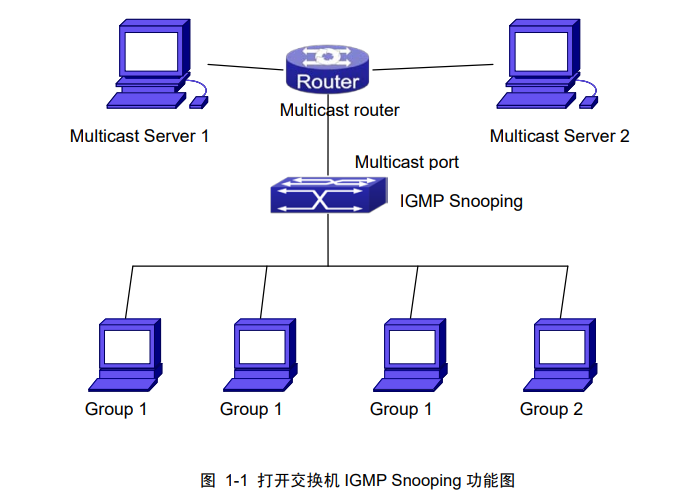 Router
Multicast router
Multicast Server 1
Multicast Server 2
Multicast port
IGMP Snooping
Group 1
Group 1
Group 1
Group 2
图 1-1 打开交换机 IGMP Snooping 功能图